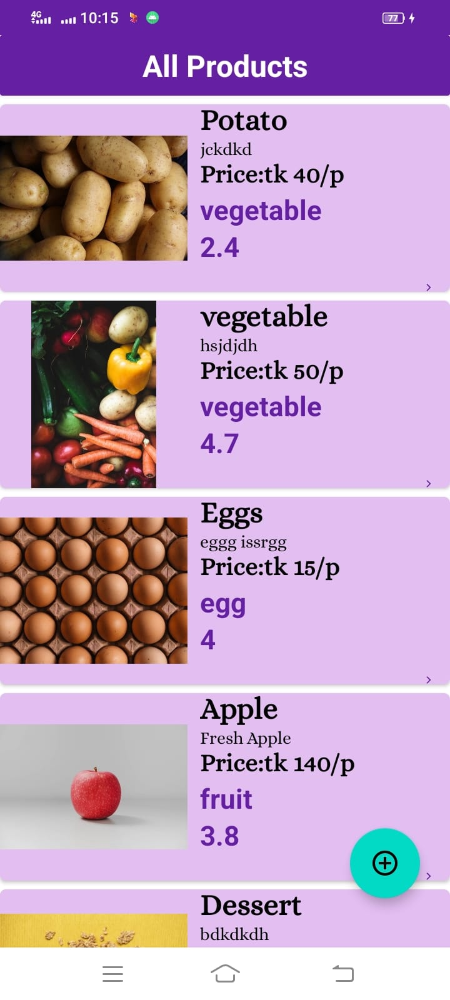 4G 10:15 77
All Products
Potato
jckdkd
Price:tk 40/p
vegetable
2.4
vegetable
hsjdjdh
Price:tk 50/p
vegetable
4.7
Eggs
eggg issrgg
Price:tk 15/p
egg
4
Apple
Fresh Apple
Price:tk 140/p
fruit
3.8
Dessert
bdkdkdh